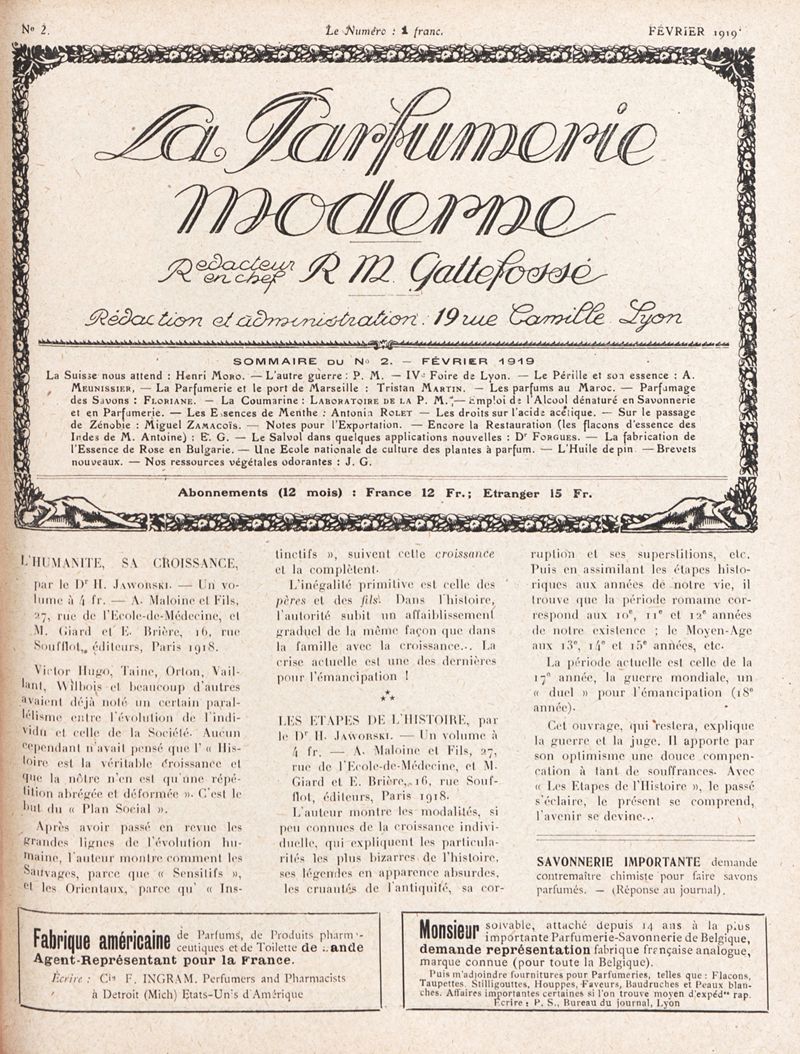 No 2.
Le Numéro : 1 franc.
FÉVRIER 1919
La Parfumerie
moderne
Rédacteur
en chef
R M Gattefossé
Rédaction et administration : 19 rue Camille Lyon
SOMMAIRE DU No 2. — FÉVRIER 1919
La Suisse nous attend : Henri MORO. — L'autre guerre : P. M. — IVe Foire de Lyon. — Le Pérille et son essence : A.
MEUNISSIER, — La Parfumerie et le port de Marseille : Tristan MARTIN. — Les parfums au Maroc. — Parfumage
des Savons : FLORIANE. — La Coumarine : LABORATOIRE DE LA P. M. — Emploi de l'Alcool dénaturé en Savonnerie
et en Parfumerie. — Les Essences de Menthe : Antonin ROLET — Les droits sur l'acide acétique. — Sur le passage
de Zénobie : Miguel ZAMACOÏS. — Notes pour l'Exportation. — Encore la Restauration (les flacons d'essence des
Indes de M. Antoine) : E. G. — Le Salvol dans quelques applications nouvelles : Dr FORGUES. — La fabrication de
l'Essence de Rose en Bulgarie. — Une Ecole nationale de culture des plantes à parfum. — L'Huile de pin — Brevets
nouveaux. — Nos ressources végétales odorantes : J. G.
Abonnements (12 mois) : France 12 Fr.; Etranger 15 Fr.
L'HUMANITE, SA CROISSANCE,
par le Dr H. JAWORSKI. — Un vo-
lume à 4 fr. — A. Maloine et Fils,
27, rue de l'Ecole-de-Médecine, et
M. Giard et E. Brière, 16, rue
Soufflot, éditeurs, Paris 1918.
Victor Hugo, Taine, Orton, Vail-
lant, Wilbois et beaucoup d'autres
avaient déjà noté un certain paral-
lélisme entre l'évolution de l'indi-
vidu et celle de la Société. Aucun
cependant n'avait pensé que l' « His-
toire est la véritable croissance et
que la nôtre n'en est qu'une répé-
tition abrégée et déformée ». C'est le
but du « Plan Social ».
Après avoir passé en revue les
grandes lignes de l'évolution hu-
maine, l'auteur montre comment les
Sauvages, parce que « Sensitifs »,
et les Orientaux, parce qu' « Ins-
tinctifs », suivent cette croissance
et la complètent.
L'inégalité primitive est celle des
pères et des fils. Dans l'histoire,
l'autorité subit un affaiblissement
graduel de la même façon que dans
la famille avec la croissance... La
crise actuelle est une des dernières
pour l'émancipation !
LES ETAPES DE L'HISTOIRE, par
le Dr H. JAWORSKI. — Un volume à
4 fr. — A. Maloine et Fils, 27,
rue de l'Ecole-de-Médecine, et M.
Giard et E. Brière, 16, rue Souf-
flot, éditeurs, Paris 1918.
L'auteur montre les modalités, si
peu connues de la croissance indivi-
duelle, qui expliquent les particula-
rités les plus bizarres de l'histoire,
ses légendes en apparence absurdes,
les cruautés de l'antiquité, sa cor-
ruption et ses superstitions, etc.
Puis en assimilant les étapes histo-
riques aux années de notre vie, il
trouve que la période romaine cor-
respond aux 10e, 11e et 12e années
de notre existence ; le Moyen-Age
aux 13e, 14e et 15e années, etc.
La période actuelle est celle de la
17e année, la guerre mondiale, un
« duel » pour l'émancipation (18e
année).
Cet ouvrage, qui restera, explique
la guerre et la juge. Il apporte par
son optimisme une douce compen-
cation à tant de souffrances. Avec
« Les Etapes de l'Histoire », le passé
s'éclaire, le présent se comprend,
l'avenir se devine...
SAVONNERIE IMPORTANTE demande
contremaître chimiste pour faire savons
parfumés. — (Réponse au journal).
Fabrique américaine de Parfums, de Produits pharm-
ceutiques et de Toilette
Agent-Représentant pour la France.
Ecrire : Cie F. INGRAM. Perfumers and Pharmacists
à Detroit (Mich) Etats-Unis d'Amérique
Monsieur solvable, attaché depuis 14 ans à la plus
importante Parfumerie-Savonnerie de Belgique,
demande représentation fabrique française analogue,
marque connue (pour toute la Belgique).
Puis m'adjoindre fournitures pour Parfumeries, telles que : Flacons,
Taupettes, Stilligouttes, Houppes, Faveurs, Baudruches et Peaux blan-
ches. Affaires importantes certaines si l'on trouve moyen d'expédon rap.
Ecrire : P. S., Bureau du journal, Lyon